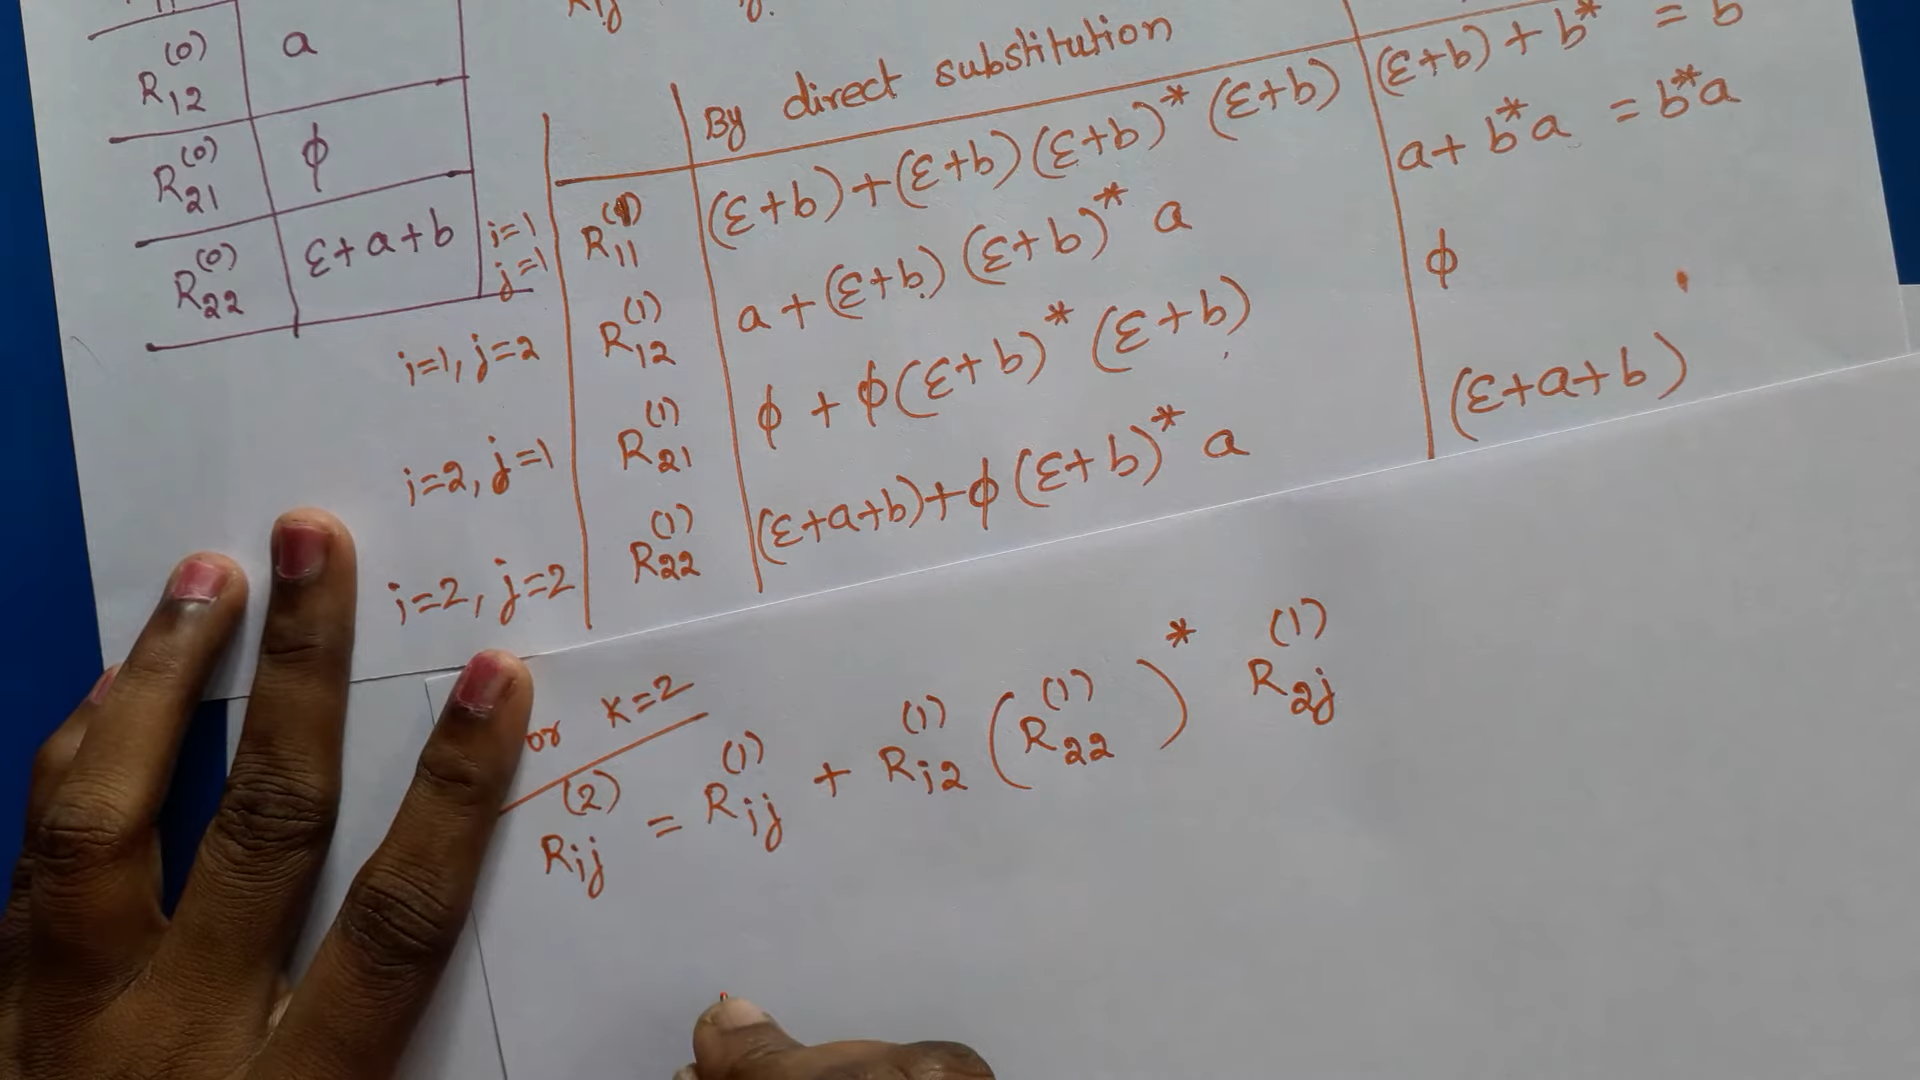 R12^(0) a
R21^(0) ϕ
R22^(0) ε+a+b
By direct substitution
i=1 j=1 R11^(1) (ε+b)+(ε+b)(ε+b)* (ε+b) (ε+b)+b* = b
i=1, j=2 R12^(1) a+(ε+b)(ε+b)* a a+b*a = b*a
i=2, j=1 R21^(1) ϕ+ϕ(ε+b)* (ε+b) ϕ
i=2, j=2 R22^(1) (ε+a+b)+ϕ(ε+b)* a (ε+a+b)
or K=2
Rij^(2) = Rij^(1) + Ri2^(1) (R22^(1))* R2j^(1)